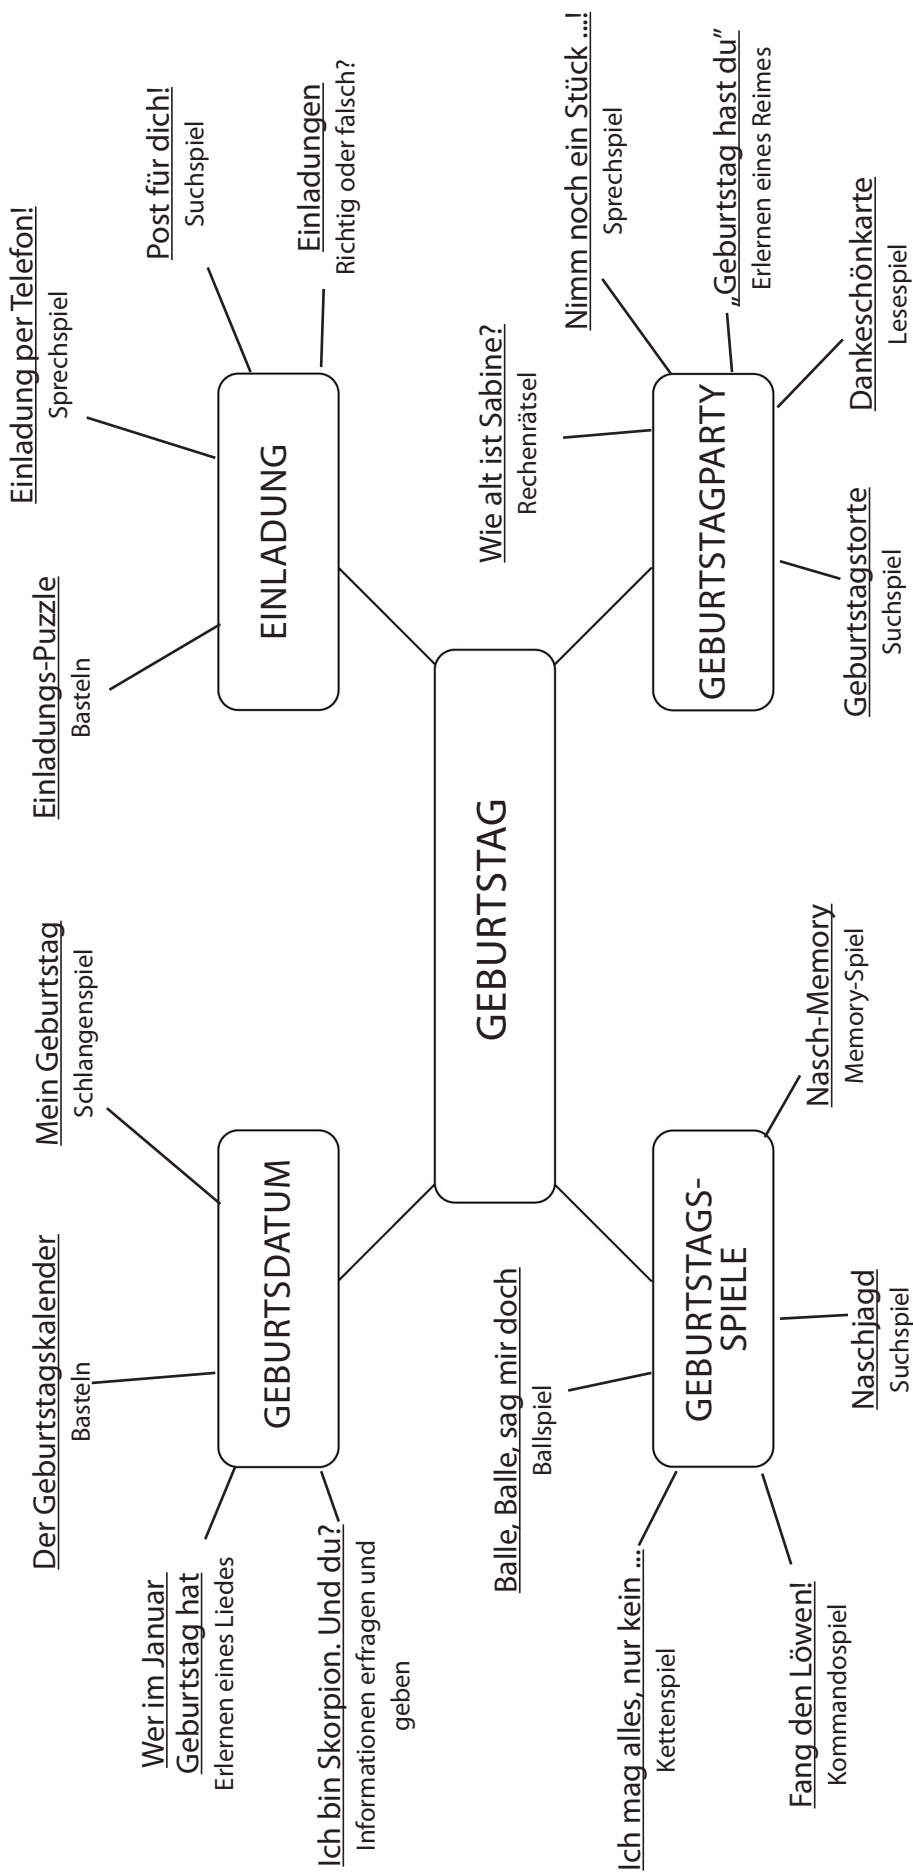 Der Geburtstagskalender
Basteln
Mein Geburtstag
Schlangenspiel
Wer im Januar
Geburtstag hat
Erlernen eines Liedes
Ich bin Skorpion. Und du?
Informationen erfragen und
geben
GEBURTSDATUM
Einladungs-Puzzle
Basteln
Einladung per Telefon!
Sprechspiel
Post für dich!
Suchspiel
Einladungen
Richtig oder falsch?
EINLADUNG
GEBURTSTAG
Balle, Balle, sag mir doch
Ballspiel
Ich mag alles, nur kein ...
Kettenspiel
Fang den Löwen!
Kommandospiel
GEBURTSTAGS-
SPIELE
Naschjagd
Suchspiel
Nasch-Memory
Memory-Spiel
Wie alt ist Sabine?
Rechenrätsel
Nimm noch ein Stück ...!
Sprechspiel
„Geburtstag hast du”
Erlernen eines Reimes
GEBURTSTAGPARTY
Geburtstagstorte
Suchspiel
Dankeschönkarte
Lesespiel